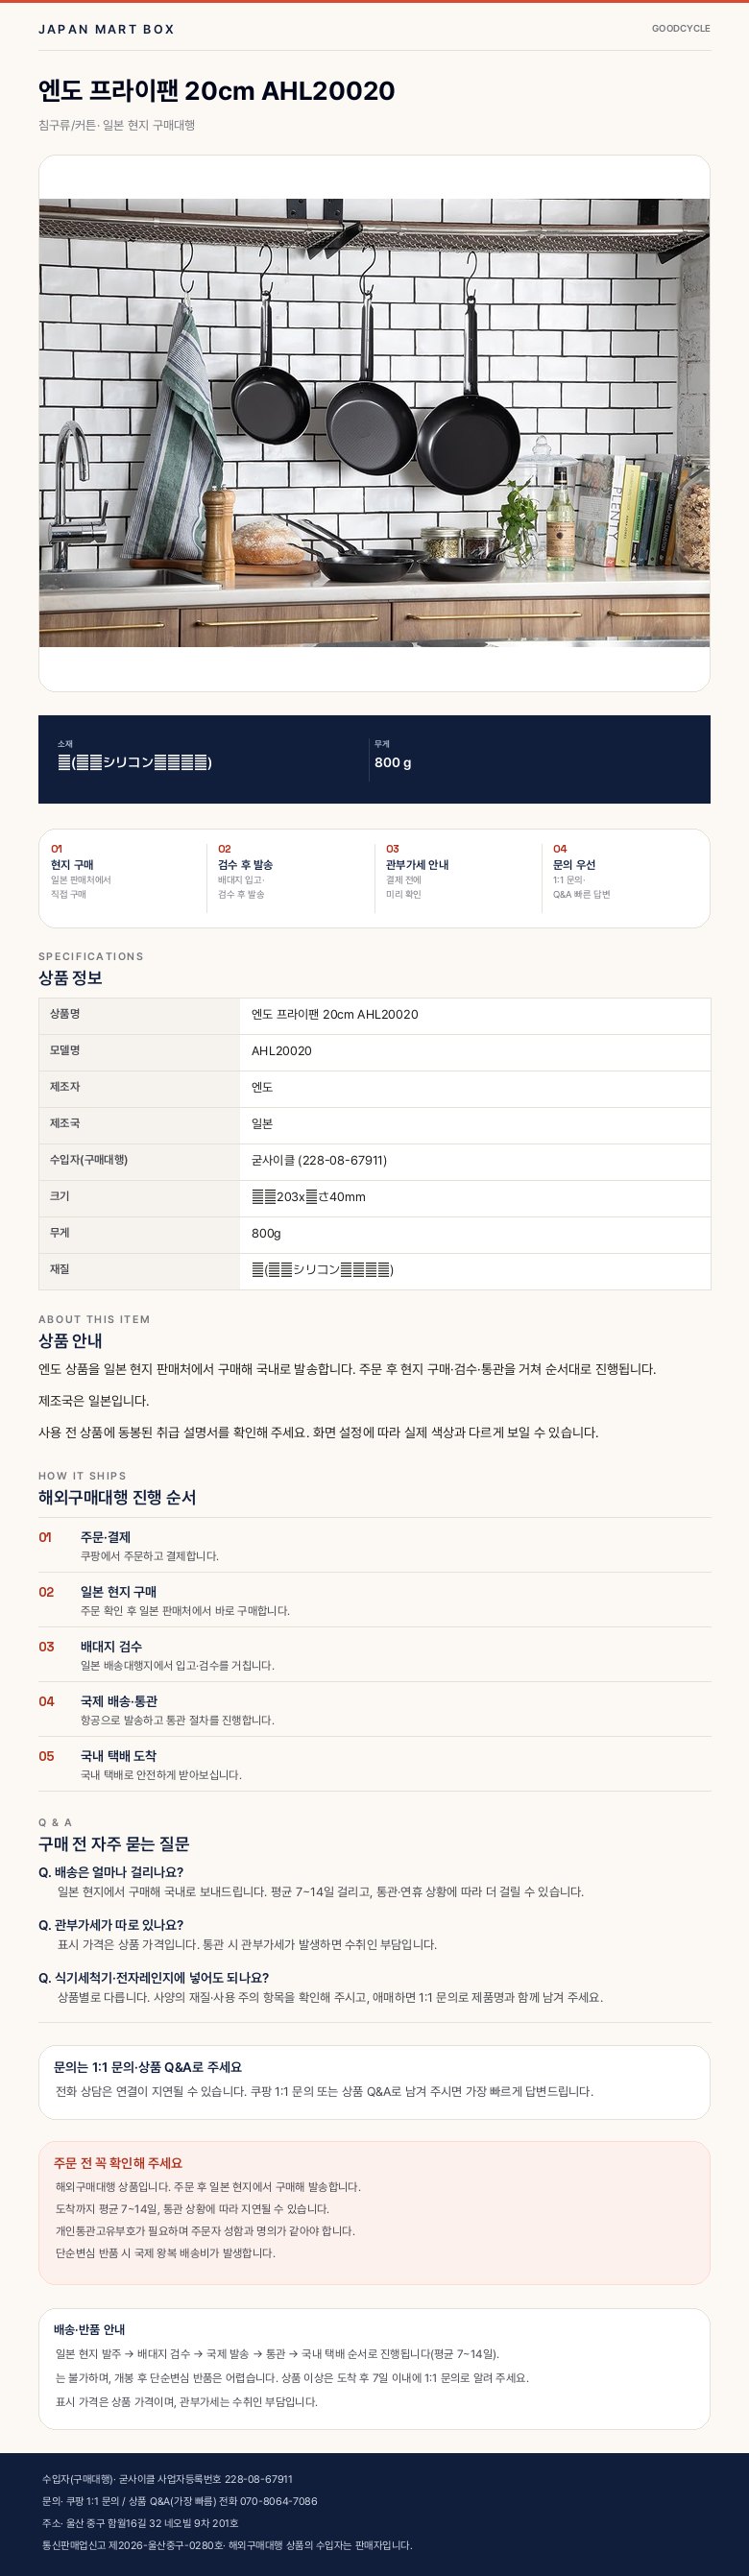 JAPAN MART BOX
GOODCYCLE
엔도 프라이팬 20cm AHL20020
침구류/커튼· 일본 현지 구매대행
PLENTY
소재
무게
シリコン
800 g
01
현지 구매
일본 판매처에서
직접 구매
02
검수 후 발송
배대지 입고·
검수 후 발송
03
관부가세 안내
결제 전에
미리 확인
04
문의 우선
1:1 문의·
Q&A 빠른 답변
SPECIFICATIONS
상품 정보
상품명 엔도 프라이팬 20cm AHL20020
모델명 AHL20020
제조자 엔도
제조국 일본
수입자(구매대행) 굳사이클 (228-08-67911)
크기 203x さ40mm
무게 800g
재질 シリコン
ABOUT THIS ITEM
상품 안내
엔도 상품을 일본 현지 판매처에서 구매해 국내로 발송합니다. 주문 후 현지 구매·검수·통관을 거쳐 순서대로 진행됩니다.
제조국은 일본입니다.
사용 전 상품에 동봉된 취급 설명서를 확인해 주세요. 화면 설정에 따라 실제 색상과 다르게 보일 수 있습니다.
HOW IT SHIPS
해외구매대행 진행 순서
01 주문·결제
쿠팡에서 주문하고 결제합니다.
02 일본 현지 구매
주문 확인 후 일본 판매처에서 바로 구매합니다.
03 배대지 검수
일본 배송대행지에서 입고·검수를 거칩니다.
04 국제 배송·통관
항공으로 발송하고 통관 절차를 진행합니다.
05 국내 택배 도착
국내 택배로 안전하게 받아보십니다.
Q & A
구매 전 자주 묻는 질문
Q. 배송은 얼마나 걸리나요?
일본 현지에서 구매해 국내로 보내드립니다. 평균 7~14일 걸리고, 통관·연휴 상황에 따라 더 걸릴 수 있습니다.
Q. 관부가세가 따로 있나요?
표시 가격은 상품 가격입니다. 통관 시 관부가세가 발생하면 수취인 부담입니다.
Q. 식기세척기·전자레인지에 넣어도 되나요?
상품별로 다릅니다. 사양의 재질·사용 주의 항목을 확인해 주시고, 애매하면 1:1 문의로 제품명과 함께 남겨 주세요.
문의는 1:1 문의·상품 Q&A로 주세요
전화 상담은 연결이 지연될 수 있습니다. 쿠팡 1:1 문의 또는 상품 Q&A로 남겨 주시면 가장 빠르게 답변드립니다.
주문 전 꼭 확인해 주세요
해외구매대행 상품입니다. 주문 후 일본 현지에서 구매해 발송합니다.
도착까지 평균 7~14일, 통관 상황에 따라 지연될 수 있습니다.
개인통관고유부호가 필요하며 주문자 성함과 명의가 같아야 합니다.
단순변심 반품 시 국제 왕복 배송비가 발생합니다.
배송·반품 안내
일본 현지 발주 → 배대지 검수 → 국제 발송 → 통관 → 국내 택배 순서로 진행됩니다(평균 7~14일).
는 불가하며, 개봉 후 단순변심 반품은 어렵습니다. 상품 이상은 도착 후 7일 이내에 1:1 문의로 알려 주세요.
표시 가격은 상품 가격이며, 관부가세는 수취인 부담입니다.
수입자(구매대행)· 굳사이클 사업자등록번호 228-08-67911
문의· 쿠팡 1:1 문의 / 상품 Q&A(가장 빠름) 전화 070-8064-7086
주소· 울산 중구 함월16길 32 네오빌 9차 201호
통신판매업신고 제2026-울산중구-0280호· 해외구매대행 상품의 수입자는 판매자입니다.